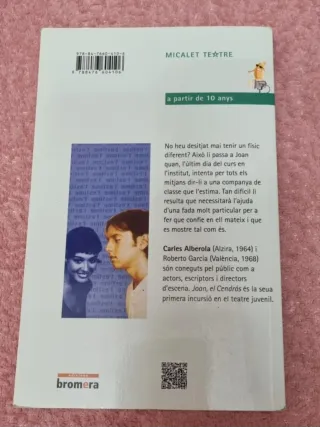 MICALET TEATRE
a partir de 10 anys
No heu desitjat mai tenir un físic
diferent? Això li passa a Joan
quan, l'últim dia del curs en
l'institut, intenta per tots els
mitjans dir-li a una companya de
classe que l'estima. Tan difícil li
resulta que necessitarà l'ajuda
d'una fada molt particular per a
fer que confie en ell mateix i que
es mostre tal com és.
Carles Alberola (Alzira, 1964) i
Roberto Garcia (València, 1968)
són coneguts pel públic com a
actors, escriptors i directors
d'escena. Joan, el Cendrós és la seua
primera incursió en el teatre juvenil.
bromera